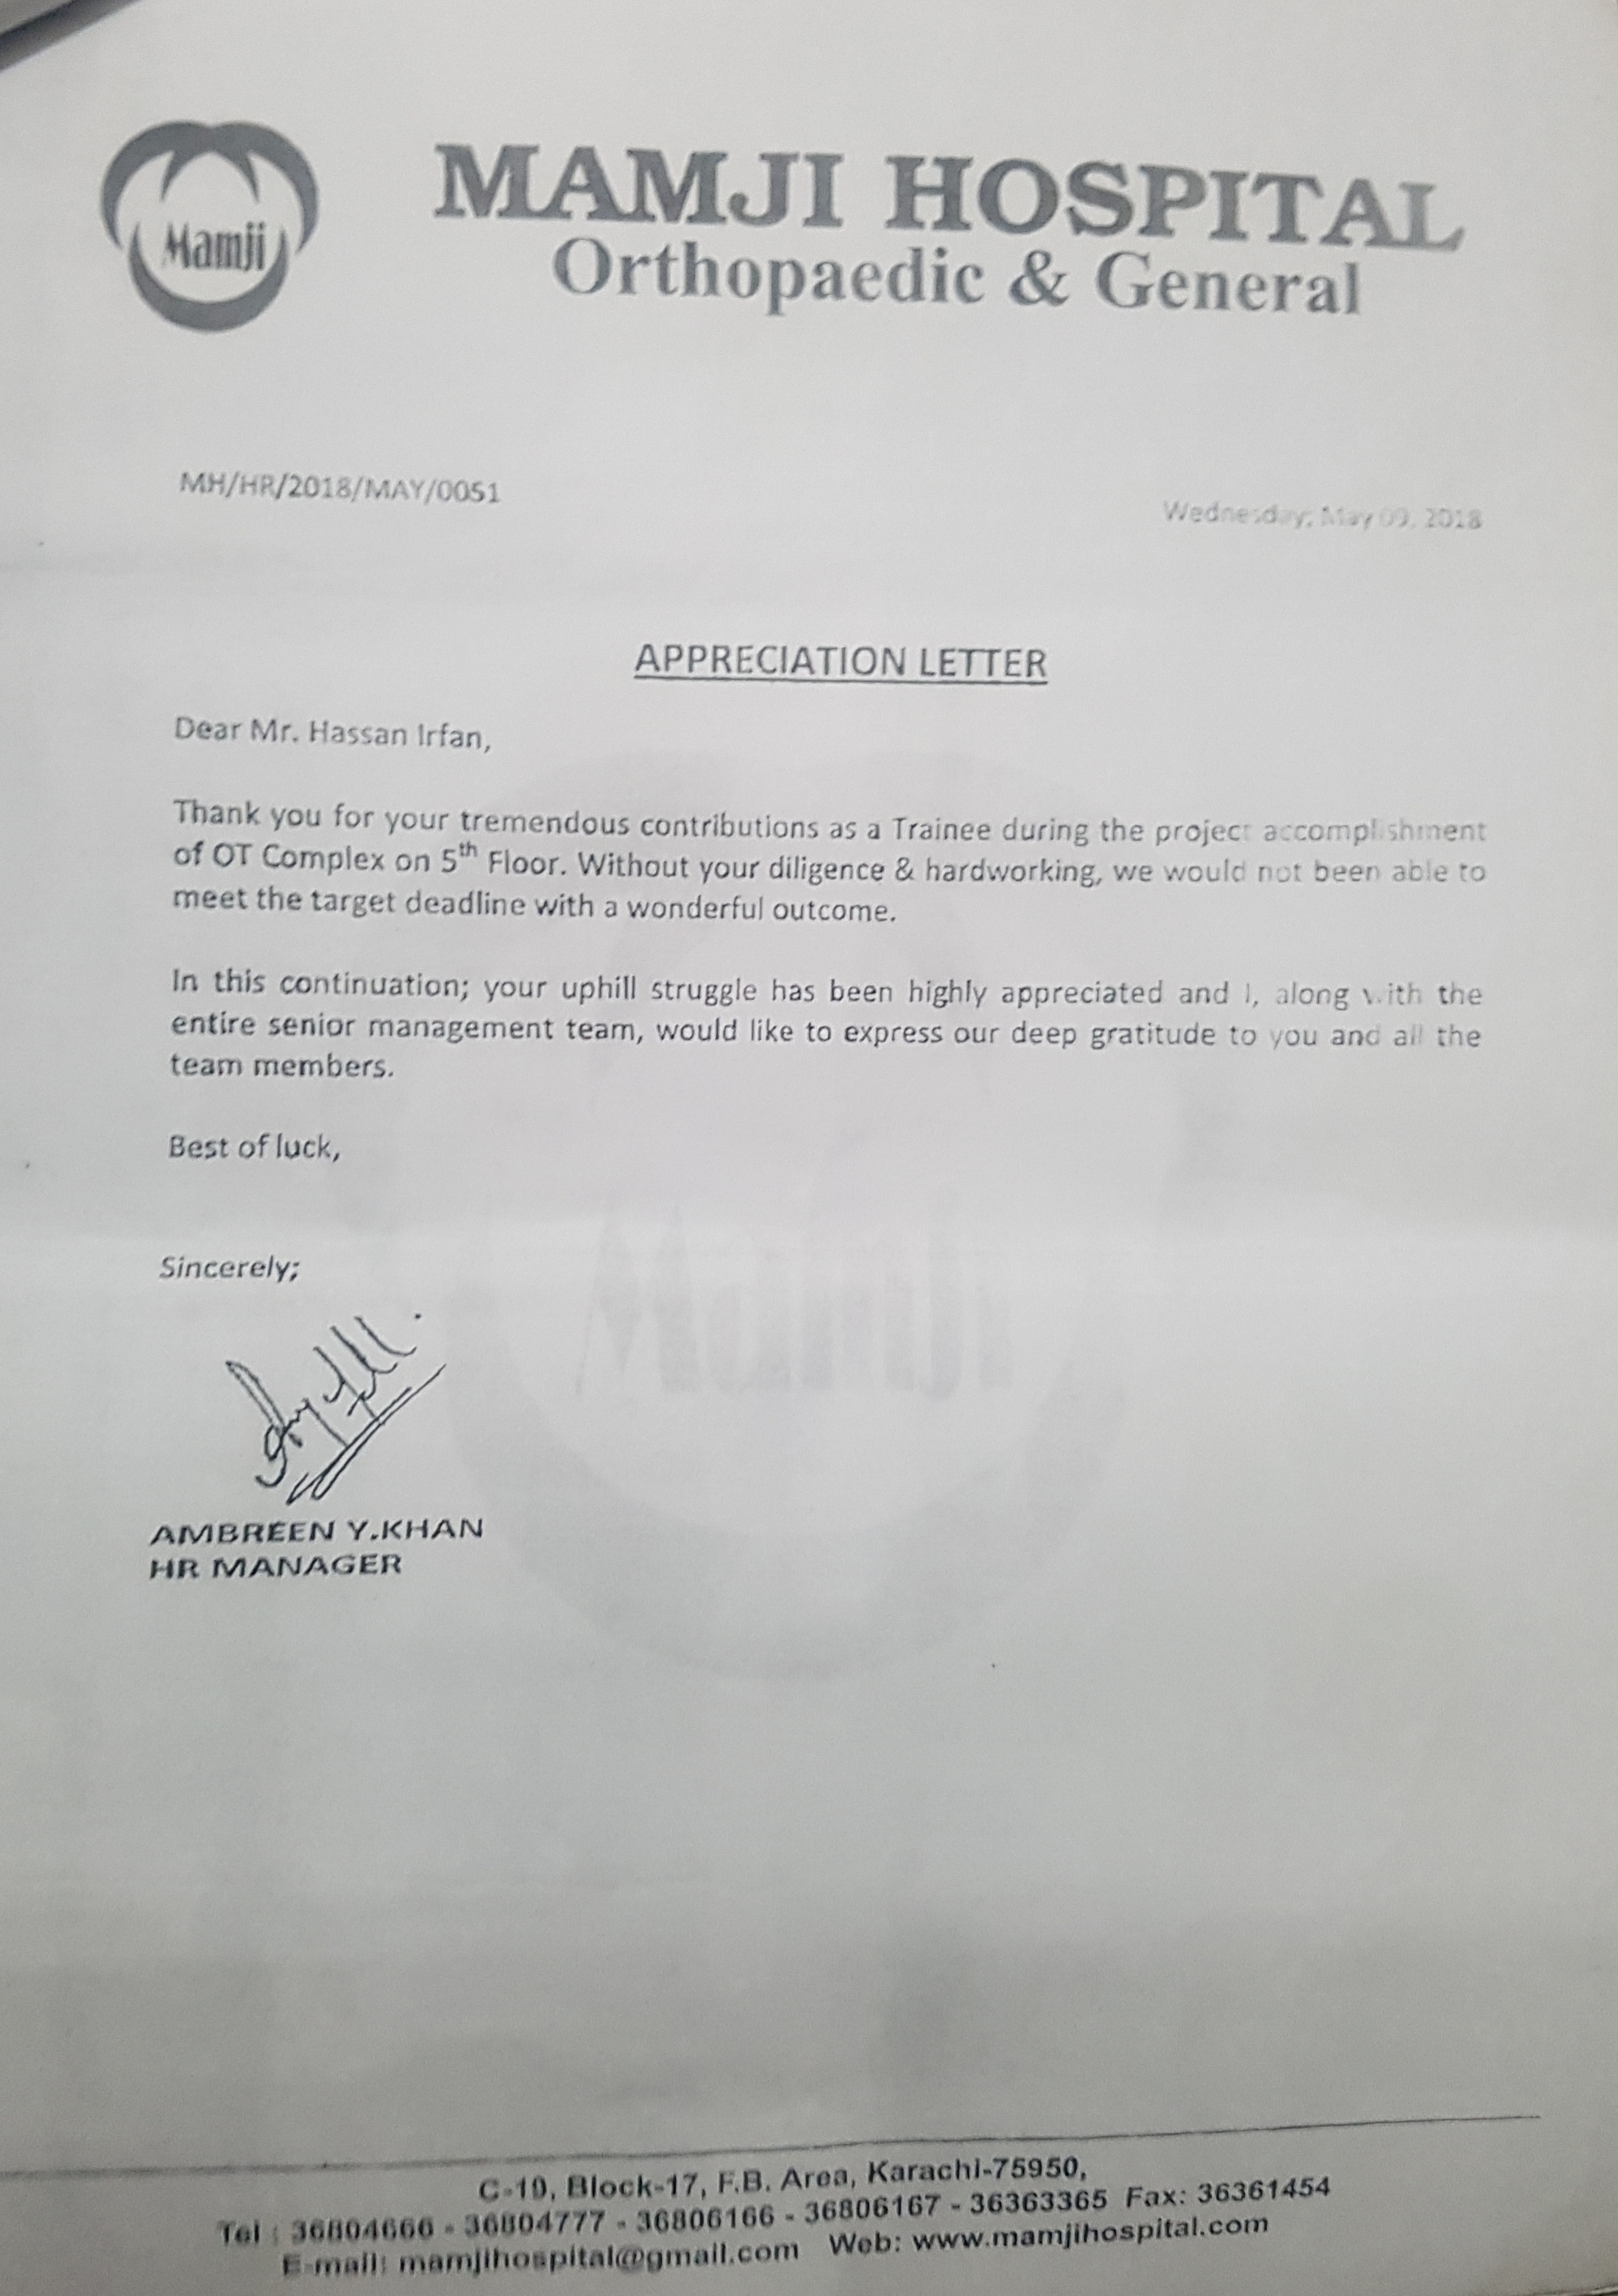 Mamji
MAMJI HOSPITAL
Orthopaedic & General
MH/HR/2018/MAY/0051
Wednesday, May 09, 2018
APPRECIATION LETTER
Dear Mr. Hassan Irfan,
Thank you for your tremendous contributions as a Trainee during the project accomplishment
of OT Complex on 5th Floor. Without your diligence & hardworking, we would not been able to
meet the target deadline with a wonderful outcome.
In this continuation; your uphill struggle has been highly appreciated and I, along with the
entire senior management team, would like to express our deep gratitude to you and all the
team members.
Best of luck,
Mamji
Sincerely;
AMBREEN Y.KHAN
HR MANAGER
C-19, Block-17, F.B. Area, Karachi-75950,
Tel : 36804666 - 36804777 - 36806166 - 36806167 - 36363365 Fax: 36361454
E-mail: mamjihospital@gmail.com Web: www.mamjihospital.com